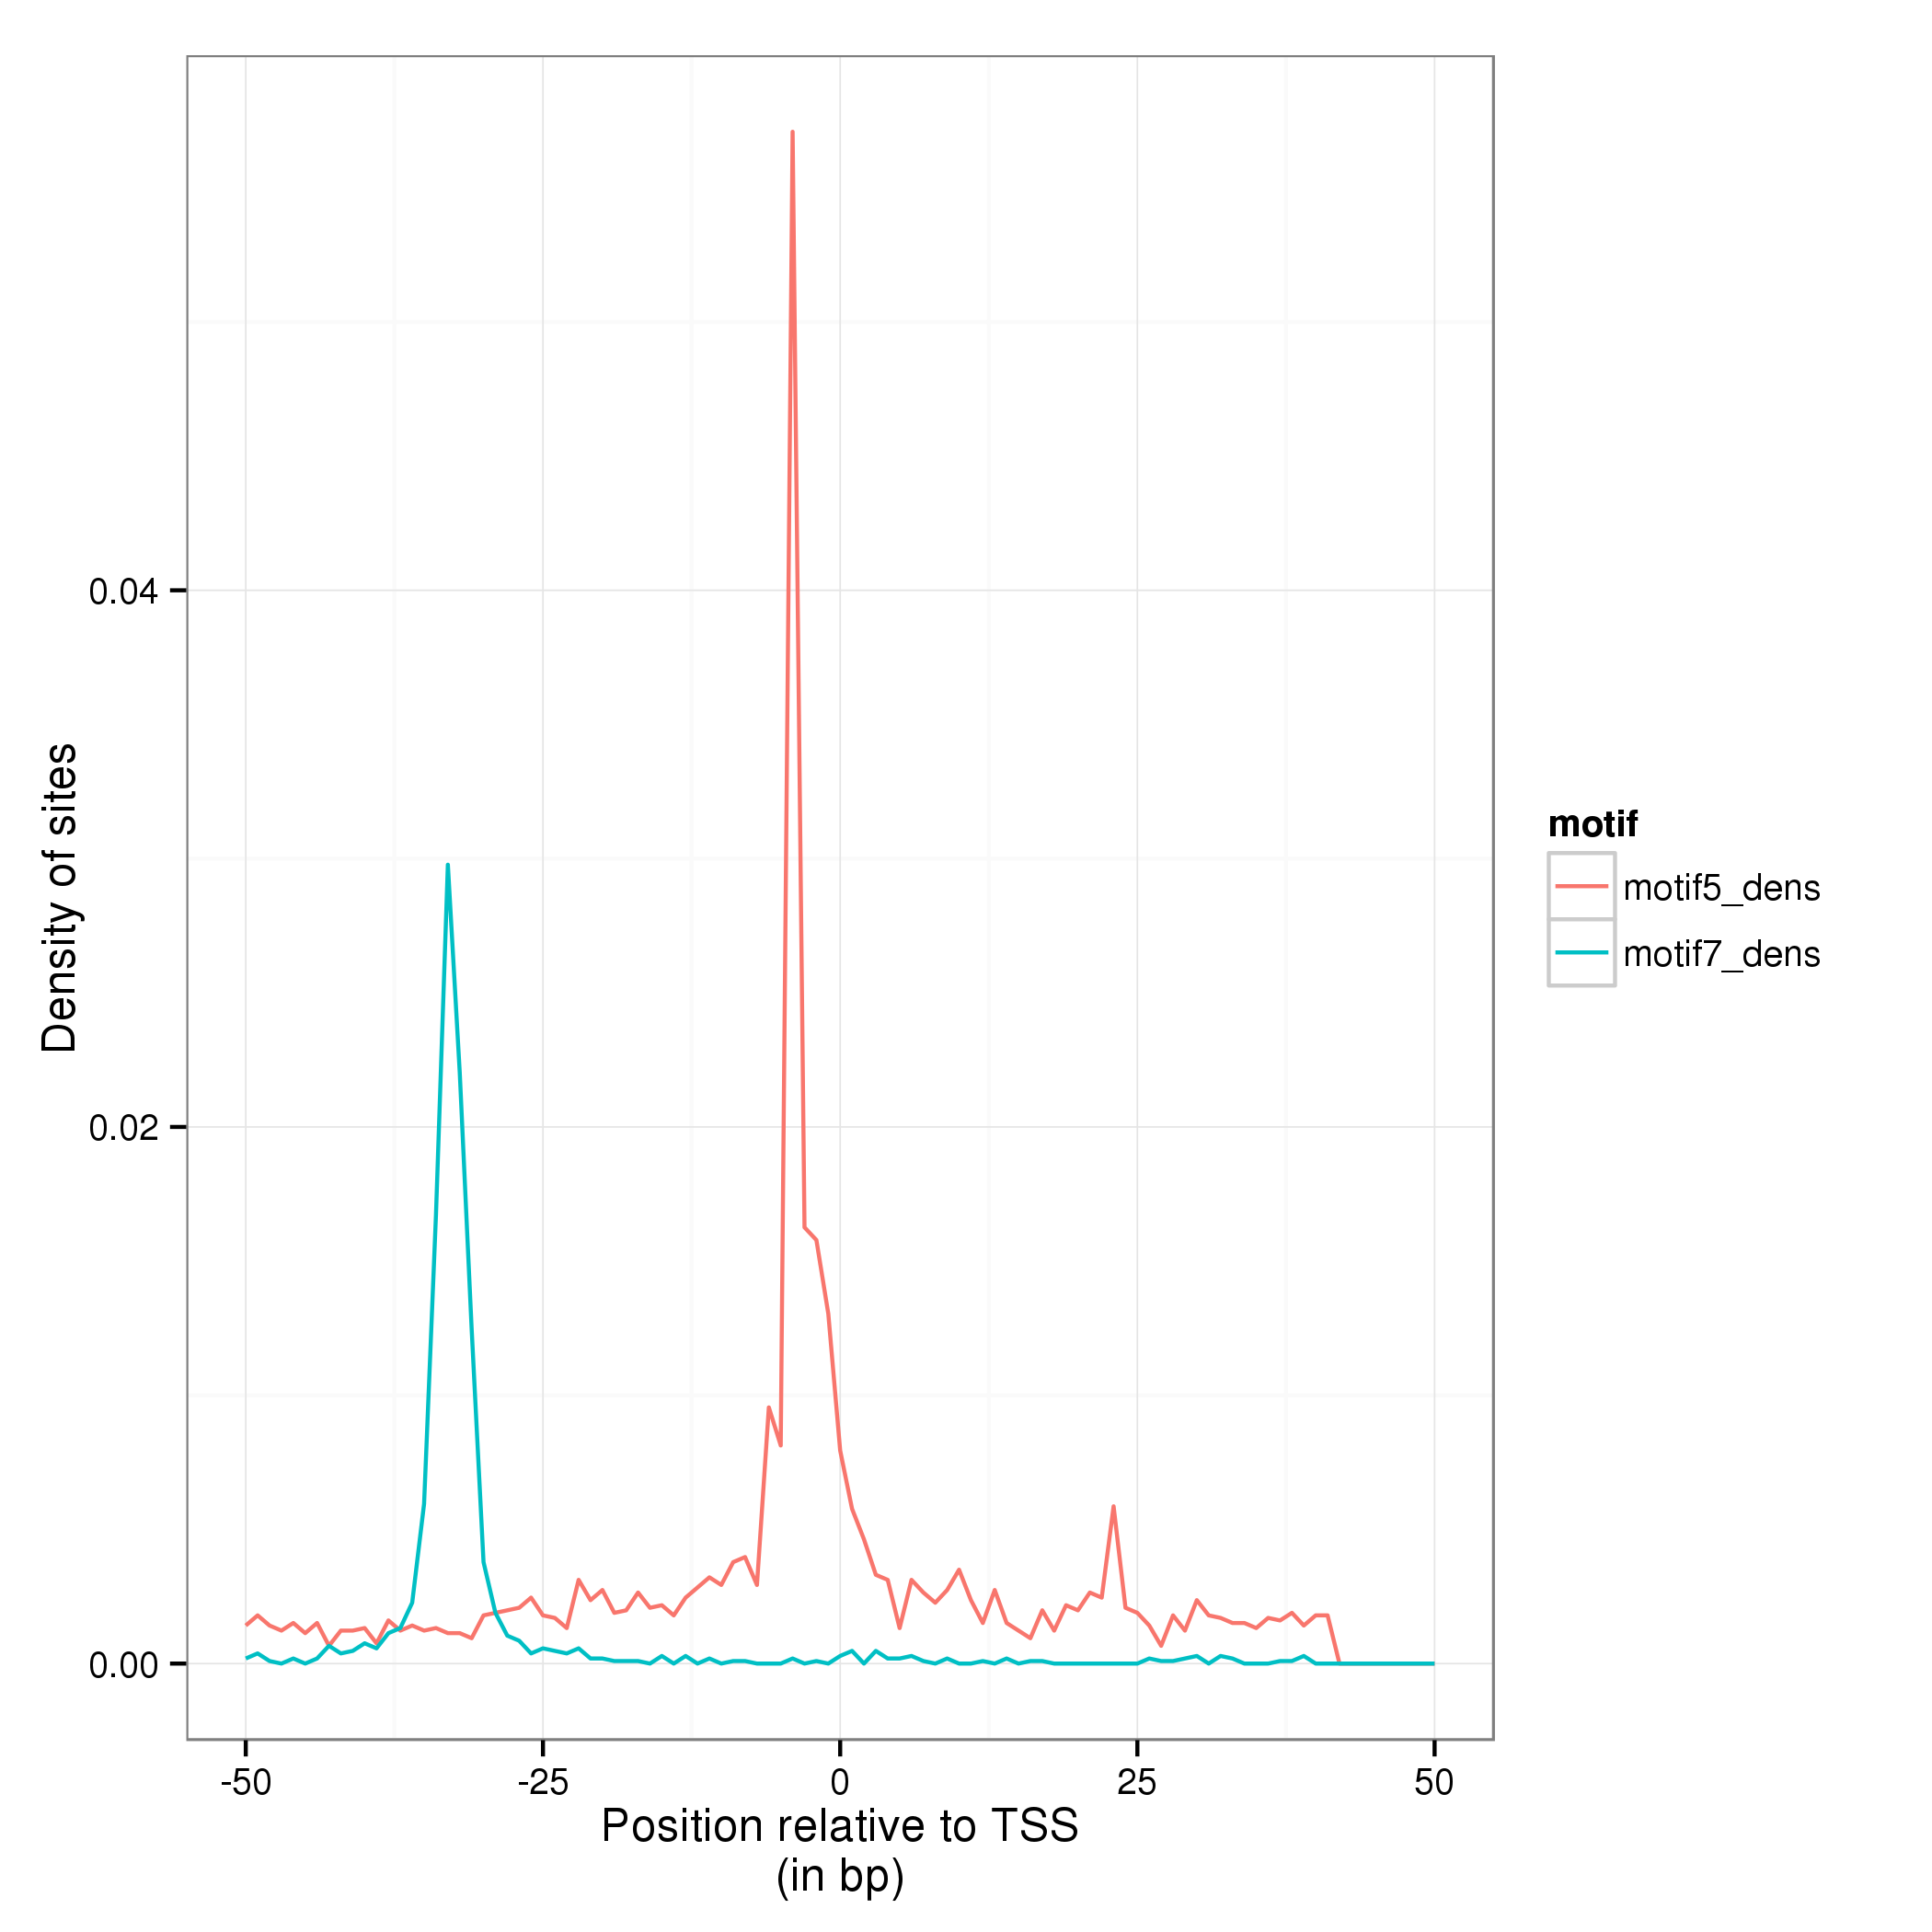 0.04
0.02
0.00
Density of sites
-50
-25
0
25
50
Position relative to TSS
(in bp)
motif
motif5_dens
motif7_dens